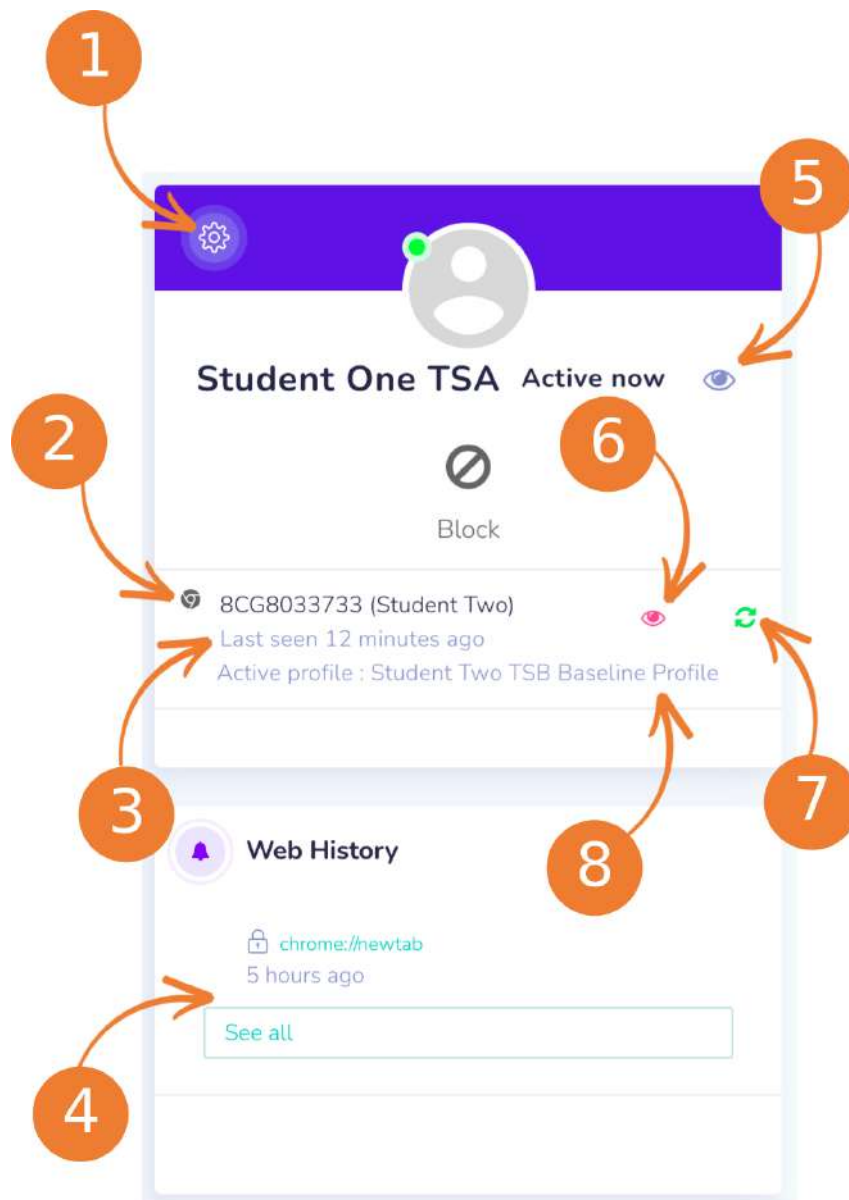 1
5
Student One TSA Active now
2
6
Block
8CG8033733 (Student Two)
Last seen 12 minutes ago
Active profile : Student Two TSB Baseline Profile
3
7
8
Web History
chrome://newtab
5 hours ago
See all
4